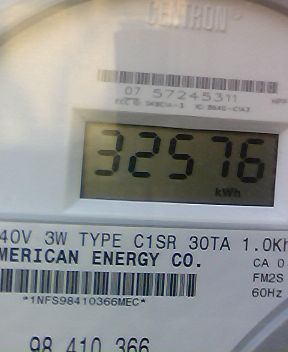 CENTRON®
07 57245311
32576
kWh
40V 3W TYPE C1SR 30TA 1.0Kh
MERICAN ENERGY CO.
CA 0
FM2S
60Hz
*1NFS98410366MEC*
98 410 366